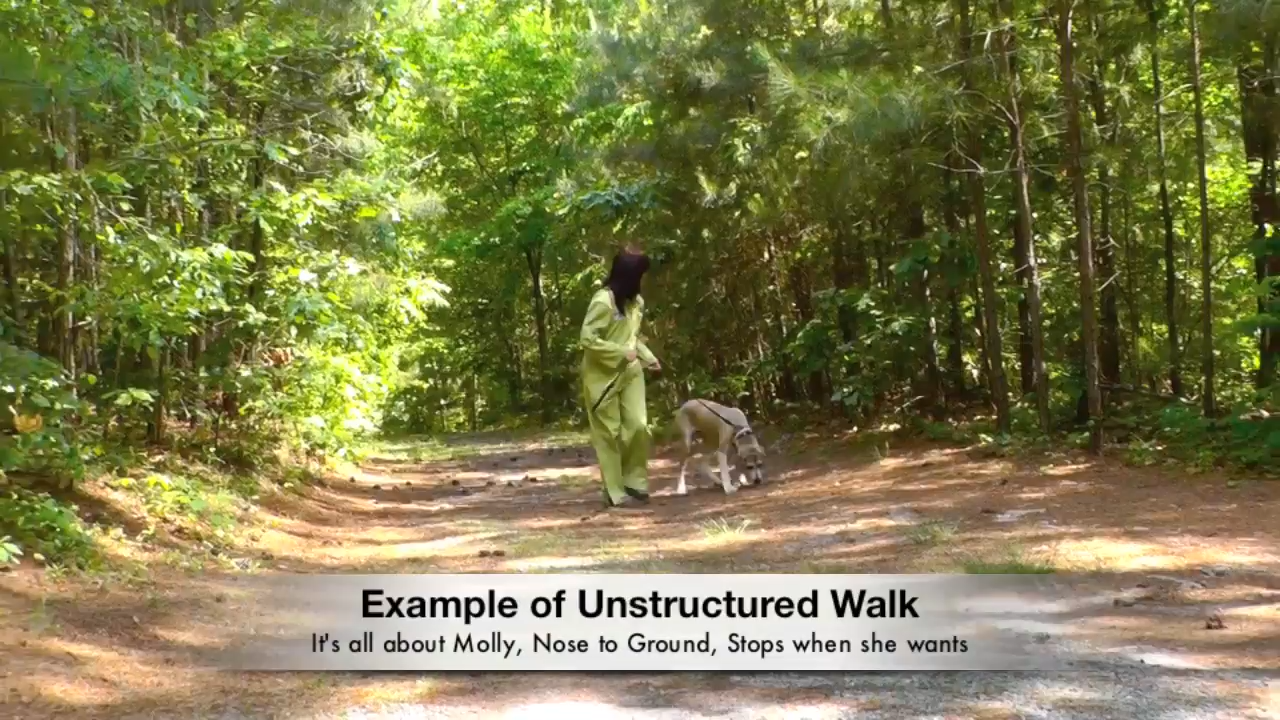 Example of Unstructured Walk
It's all about Molly, Nose to Ground, Stops when she wants